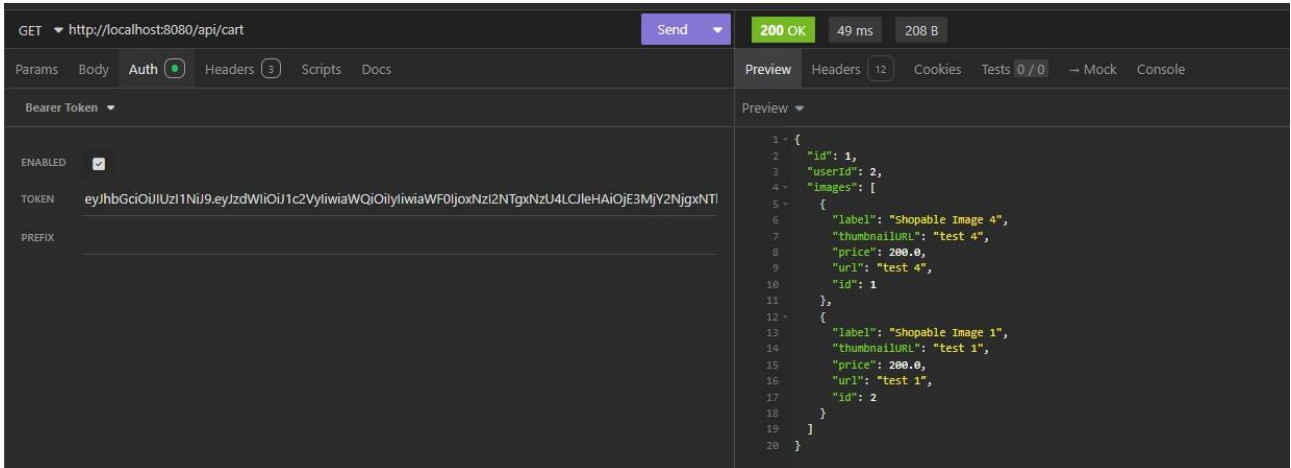 GET http://localhost:8080/api/cart Send
200 OK 49 ms 208 B
Params Body Auth Headers 3 Scripts Docs
Preview Headers 12 Cookies Tests 0 / 0 → Mock Console
Bearer Token
Preview
ENABLED
TOKEN
PREFIX
1 {
2 "id": 1,
3 "userId": 2,
4 "images": [
5 {
6 "label": "Shopable Image 4",
7 "thumbnailURL": "test 4",
8 "price": 200.0,
9 "url": "test 4",
10 "id": 1
11 },
12 {
13 "label": "Shopable Image 1",
14 "thumbnailURL": "test 1",
15 "price": 200.0,
16 "url": "test 1",
17 "id": 2
18 }
19 ]
20 }